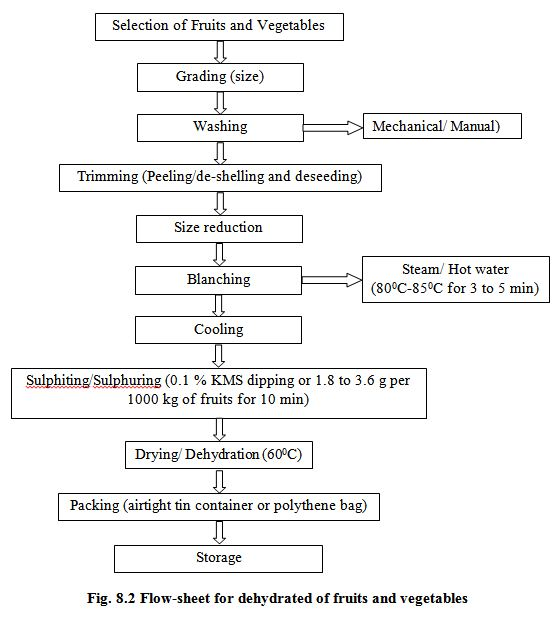 Selection of Fruits and Vegetables
Grading (size)
Washing
Mechanical/ Manual)
Trimming (Peeling/de-shelling and deseeding)
Size reduction
Blanching
Steam/ Hot water
(80⁰C-85⁰C for 3 to 5 min)
Cooling
Sulphiting/Sulphuring (0.1 % KMS dipping or 1.8 to 3.6 g per
1000 kg of fruits for 10 min)
Drying/ Dehydration (60⁰C)
Packing (airtight tin container or polythene bag)
Storage
Fig. 8.2 Flow-sheet for dehydrated of fruits and vegetables